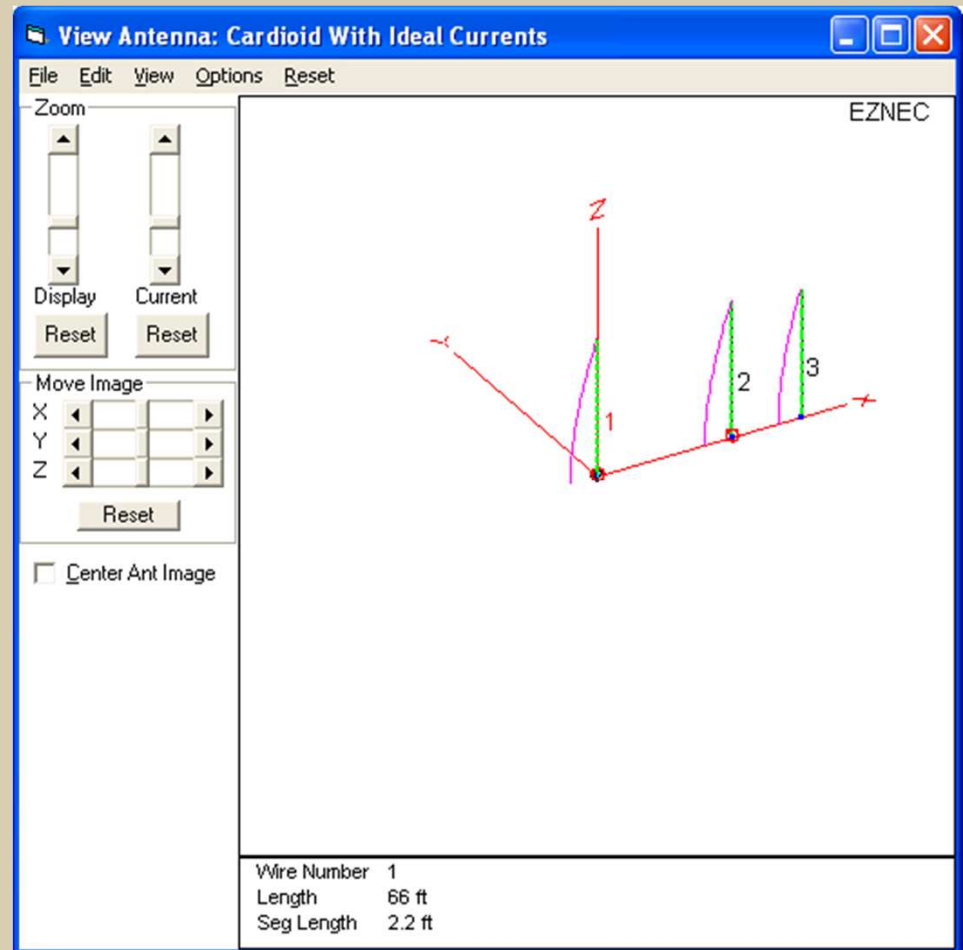 View Antenna: Cardioid With Ideal Currents
File Edit View Options Reset
Zoom
Display Current
Reset Reset
Move Image
X
Y
Z
Reset
Center Ant Image
EZNEC
Z
Y
X
1
2
3
Wire Number 1
Length 66 ft
Seg Length 2.2 ft